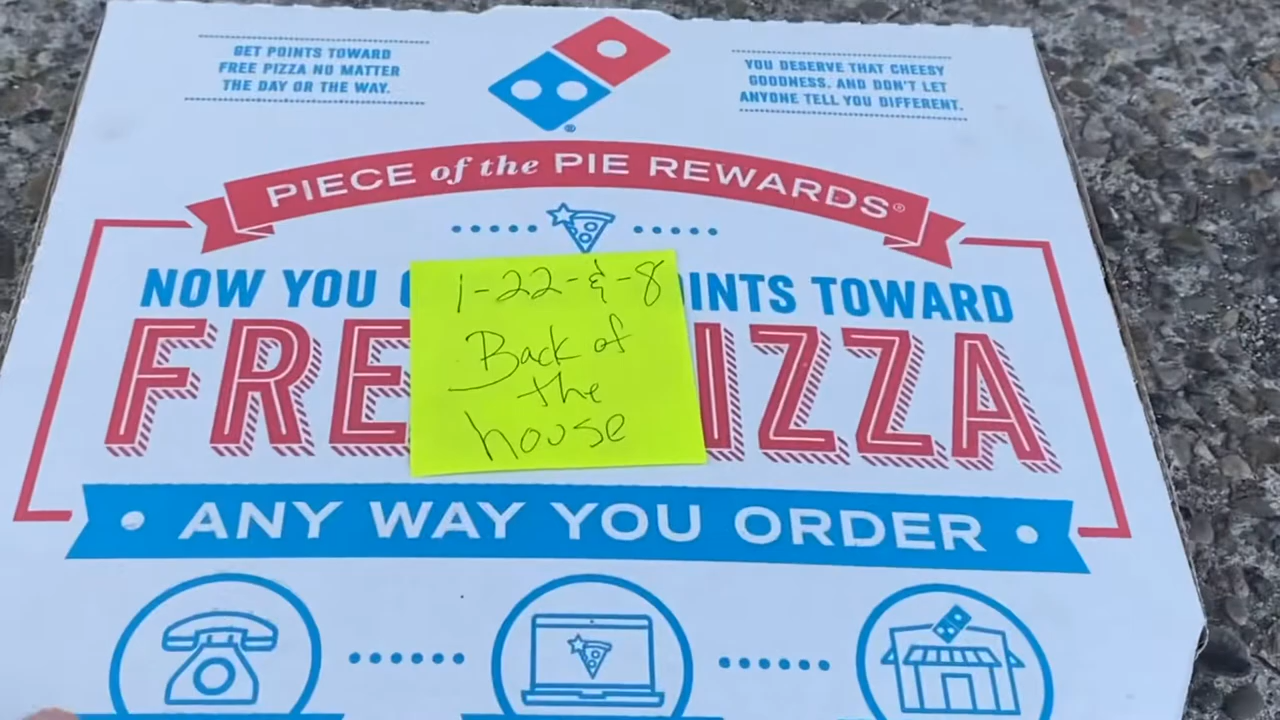 GET POINTS TOWARD
FREE PIZZA NO MATTER
THE DAY OR THE WAY.
YOU DESERVE THAT CHEESY
GOODNESS. AND DON'T LET
ANYONE TELL YOU DIFFERENT.
®
PIECE of the PIE REWARDS®
NOW YOU INTS TOWARD
FRE IZZA
1-22-&-8
Back of
the
house
ANY WAY YOU ORDER